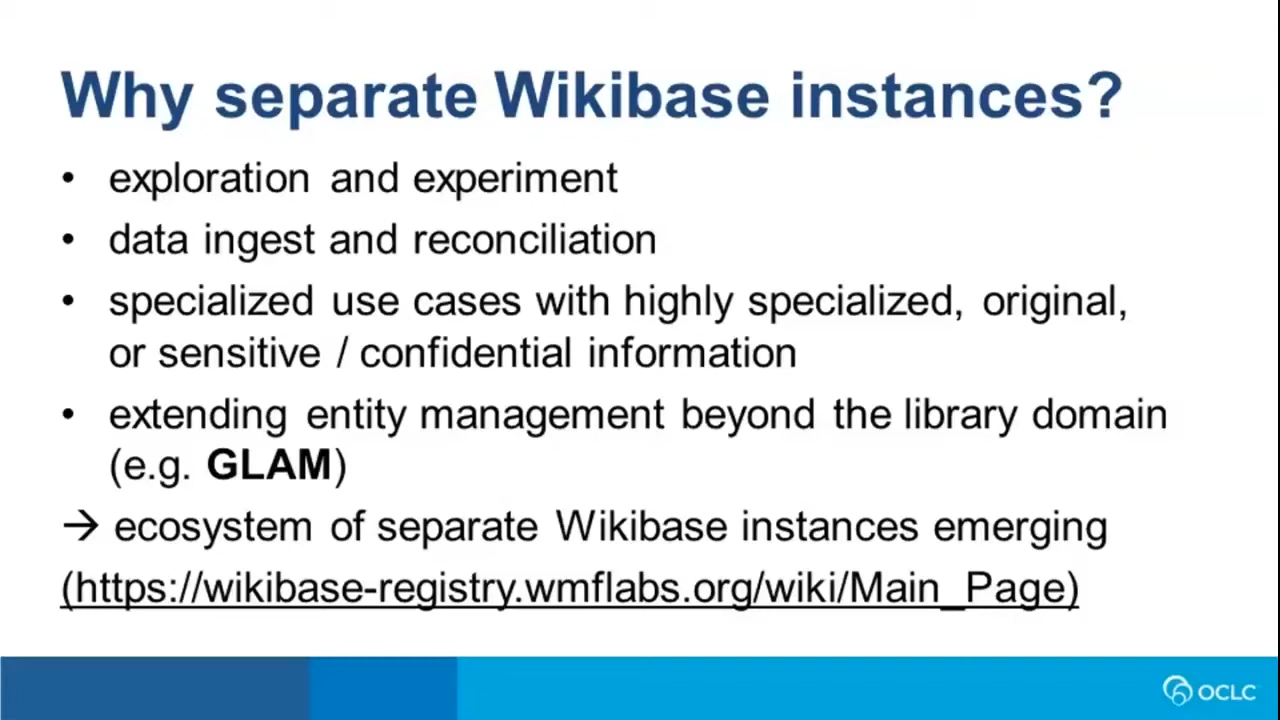 Why separate Wikibase instances?
• exploration and experiment
• data ingest and reconciliation
• specialized use cases with highly specialized, original,
or sensitive / confidential information
• extending entity management beyond the library domain
(e.g. GLAM)
→ ecosystem of separate Wikibase instances emerging
(https://wikibase-registry.wmflabs.org/wiki/Main_Page)
OCLC